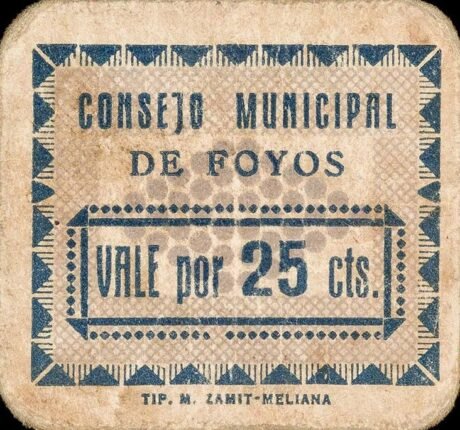 CONSEJO MUNICIPAL
DE FOYOS
VALE por 25 cts.
TIP. M. ZAMIT-MELIANA